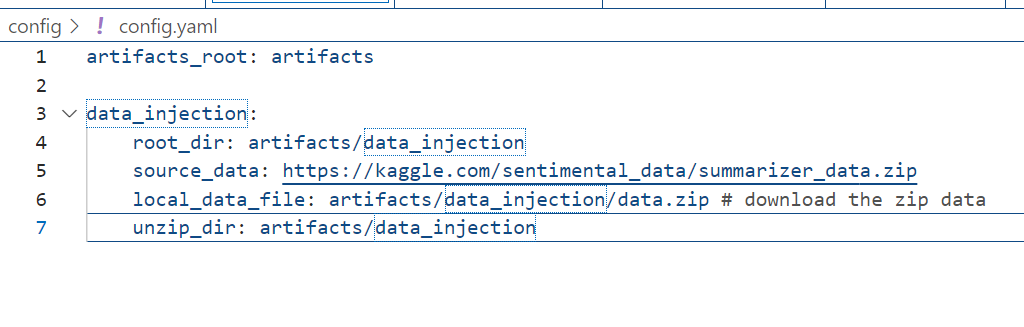 config > ! config.yaml
1 artifacts_root: artifacts
2
3 data_injection:
4 root_dir: artifacts/data_injection
5 source_data: https://kaggle.com/sentimental_data/summarizer_data.zip
6 local_data_file: artifacts/data_injection/data.zip # download the zip data
7 unzip_dir: artifacts/data_injection